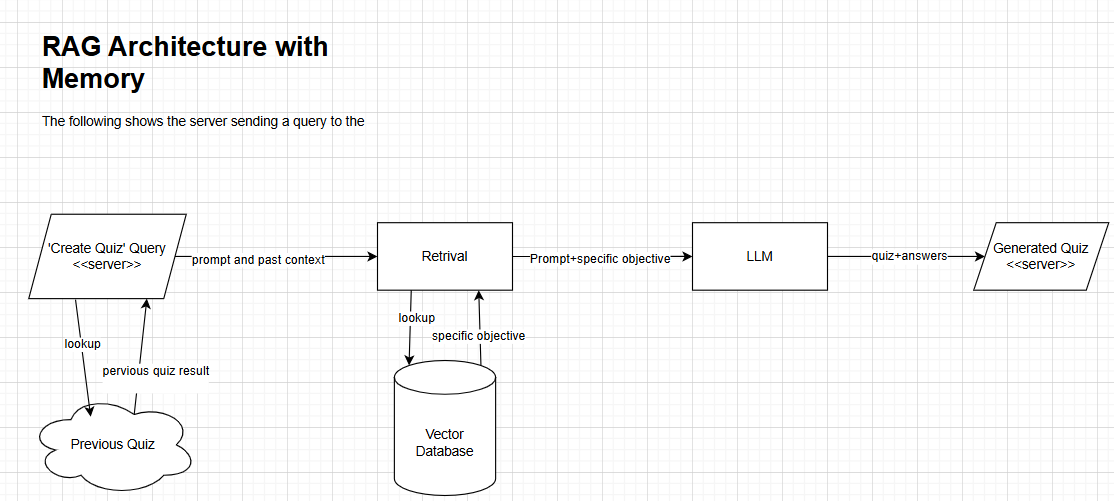 RAG Architecture with
Memory
The following shows the server sending a query to the
'Create Quiz' Query
<<server>>
prompt and past context
Retrival
Prompt+specific objective
LLM
quiz+answers
Generated Quiz
<<server>>
lookup
pervious quiz result
lookup
specific objective
Previous Quiz
Vector
Database